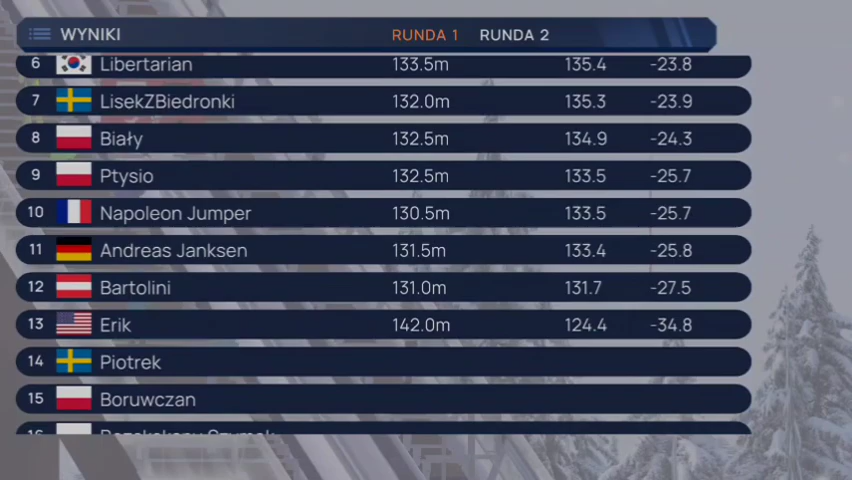 WYNIKI RUNDA 1 RUNDA 2
6 Libertarian 133.5m 135.4 -23.8
7 LisekZBiedronki 132.0m 135.3 -23.9
8 Biały 132.5m 134.9 -24.3
9 Ptysio 132.5m 133.5 -25.7
10 Napoleon Jumper 130.5m 133.5 -25.7
11 Andreas Janksen 131.5m 133.4 -25.8
12 Bartolini 131.0m 131.7 -27.5
13 Erik 142.0m 124.4 -34.8
14 Piotrek
15 Boruwczan